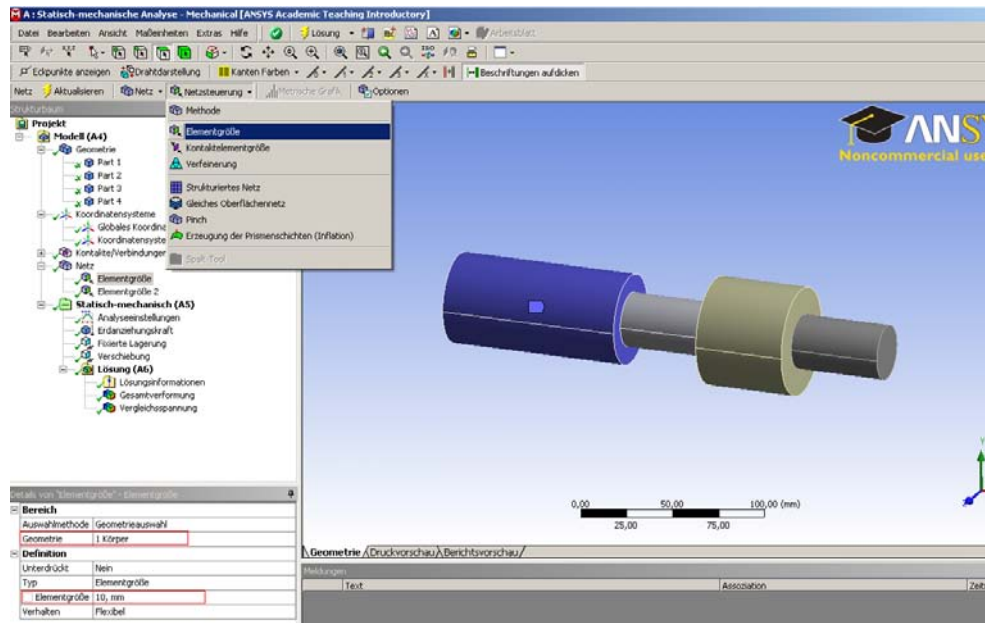 A : Statisch-mechanische Analyse - Mechanical [ANSYS Academic Teaching Introductory]
Datei Bearbeiten Ansicht Maßeinheiten Extras Hilfe Lösung Arbeitsblatt
Eckpunkte anzeigen Drahtdarstellung Kanten Farben Beschriftungen aufdicken
Netz Aktualisieren Netz Netzsteuerung Metrische Grafik Optionen
Strukturbaum
Methode
Elementgröße
Kontaktelementgröße
Verfeinerung
Strukturiertes Netz
Gleiches Oberflächennetz
Pinch
Erzeugung der Prismenschichten (Inflation)
Spalt-Tool
Projekt
Modell (A4)
Geometrie
Part 1
Part 2
Part 3
Part 4
Koordinatensysteme
Globales Koordina
Koordinatensyste
Kontakte/Verbindunger
Netz
Elementgröße
Elementgröße 2
Statisch-mechanisch (A5)
Analyseeinstellungen
Erdanziehungskraft
Fixierte Lagerung
Verschiebung
Lösung (A6)
Lösungsinformationen
Gesamtverformung
Vergleichsspannung
ANS
Noncommercial use
Y
0,00 50,00 100,00 (mm)
25,00 75,00
Details von "Elementgröße" - Elementgröße
Bereich
Auswahlmethode Geometrieauswahl
Geometrie 1 Körper
Definition
Unterdrückt Nein
Typ Elementgröße
Elementgröße 10, mm
Verhalten Flexibel
Geometrie Druckvorschau Berichtsvorschau
Meldungen
Text Assoziation Zeit